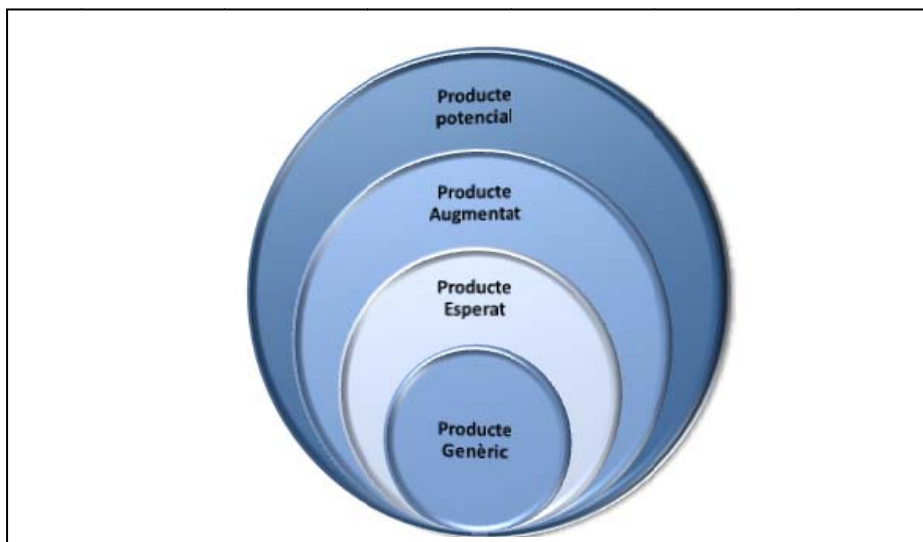 Producte
potencial
Producte
Augmentat
Producte
Esperat
Producte
Genèric